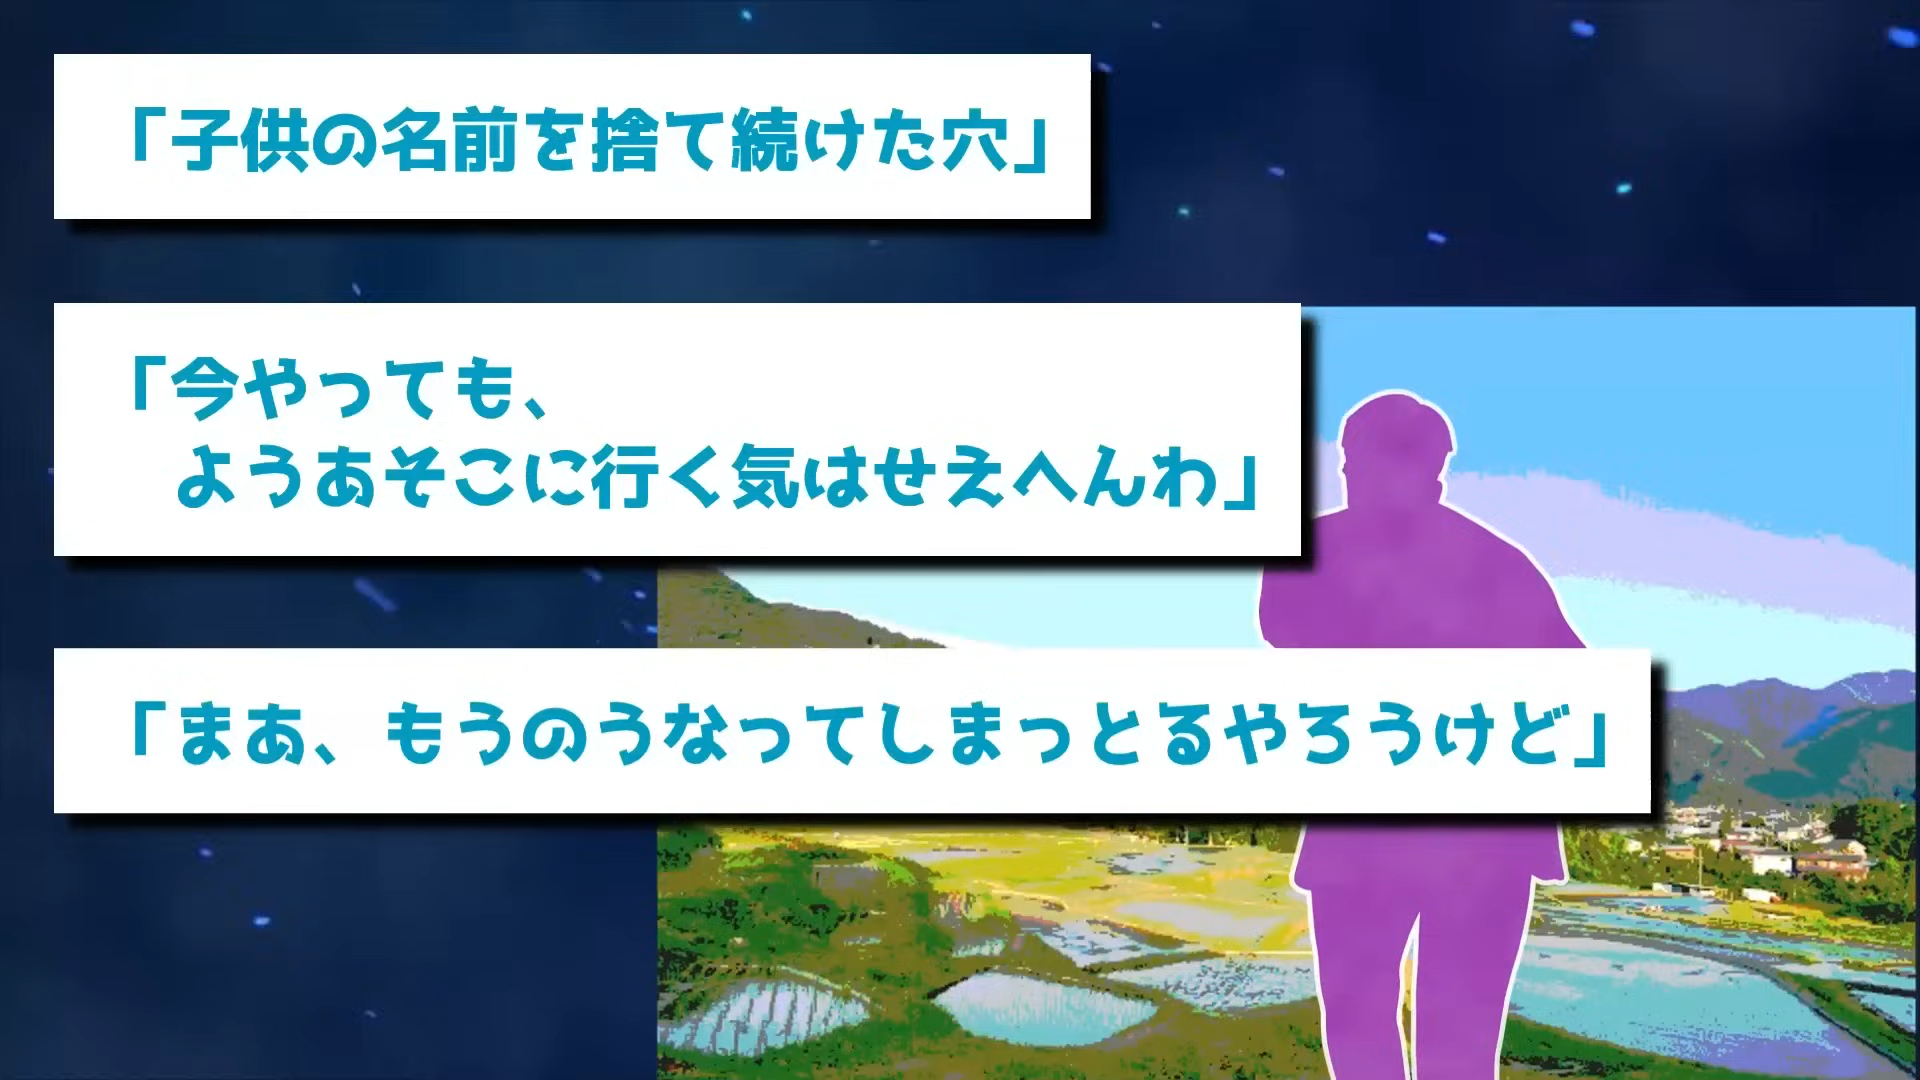 「子供の名前を捨て続けた穴」
「今やっても、
ようあそこに行く気はせえへんわ」
「まあ、もうのうなってしまっとるやろうけど」